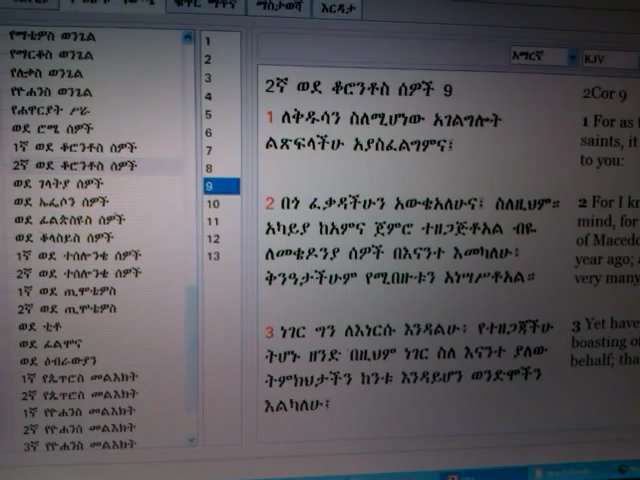 ማስታወሻ
እርዳታ
የማቴዎስ ወንጌል
የማርቆስ ወንጌል
የሉቃስ ወንጌል
የዮሐንስ ወንጌል
የሐዋርያት ሥራ
ወደ ሮሜ ሰዎች
1ኛ ወደ ቆሮንቶስ ሰዎች
2ኛ ወደ ቆሮንቶስ ሰዎች
ወደ ገላትያ ሰዎች
ወደ ኤፌሶን ሰዎች
ወደ ፊልጵስዩስ ሰዎች
ወደ ቆላስይስ ሰዎች
1ኛ ወደ ተሰሎንቄ ሰዎች
2ኛ ወደ ተሰሎንቄ ሰዎች
1ኛ ወደ ጢሞቴዎስ
2ኛ ወደ ጢሞቴዎስ
ወደ ቲቶ
ወደ ፊልሞና
ወደ ዕብራውያን
1ኛ የጴጥሮስ መልእክት
2ኛ የጴጥሮስ መልእክት
1ኛ የዮሐንስ መልእክት
2ኛ የዮሐንስ መልእክት
3ኛ የዮሐንስ መልእክት
1
2
3
4
5
6
7
8
9
10
11
12
13
አማርኛ
KJV
2ኛ ወደ ቆሮንቶስ ሰዎች 9
1 ለቅዱሳን ስለሚሆነው አገልግሎት
ልጽፍላችሁ አያስፈልግምና፤
2 በጎ ፈቃዳችሁን አውቄአለሁና፤ ስለዚህም።
አካይያ ከአምና ጀምሮ ተዘጋጅቶአል ብዬ
ለመቄዶንያ ሰዎች በእናንተ እመካለሁ፤
ቅንዓታችሁም የሚበዙቱን አነሣሥቶአል።
3 ነገር ግን ለእነርሱ እንዳልሁ፤ የተዘጋጃችሁ
ትሆኑ ዘንድ በዚህም ነገር ስለ እናንተ ያለው
ትምክህታችን ከንቱ እንዳይሆን ወንድሞችን
እልካለሁ፤
2Cor 9
1 For as
saints, it
to you:
2 For I kn
mind, for
of Macedo
year ago; a
very many
3 Yet have
boasting o
behalf; tha